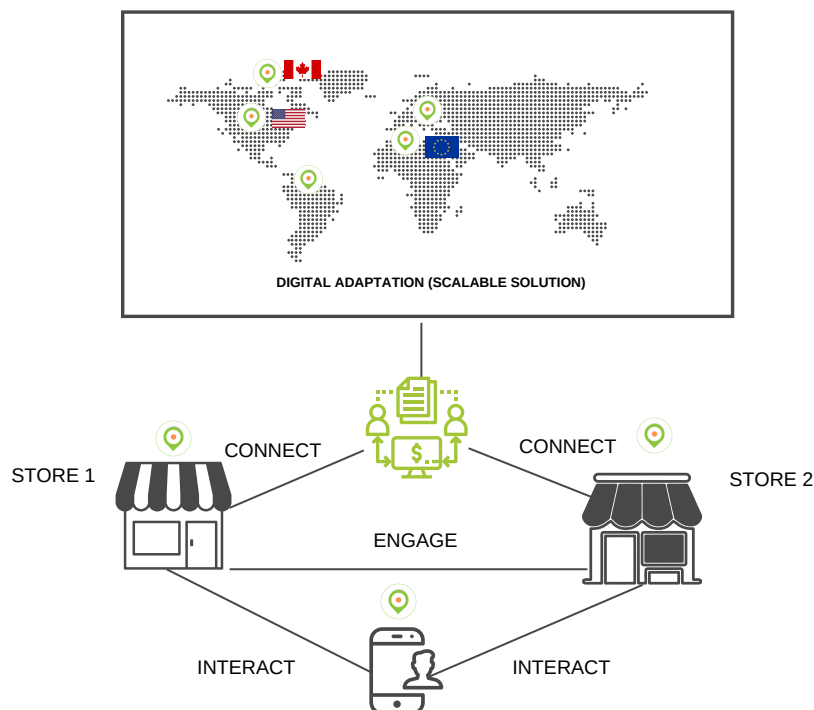 DIGITAL ADAPTATION (SCALABLE SOLUTION)
CONNECT
CONNECT
STORE 1
STORE 2
$
ENGAGE
INTERACT
INTERACT